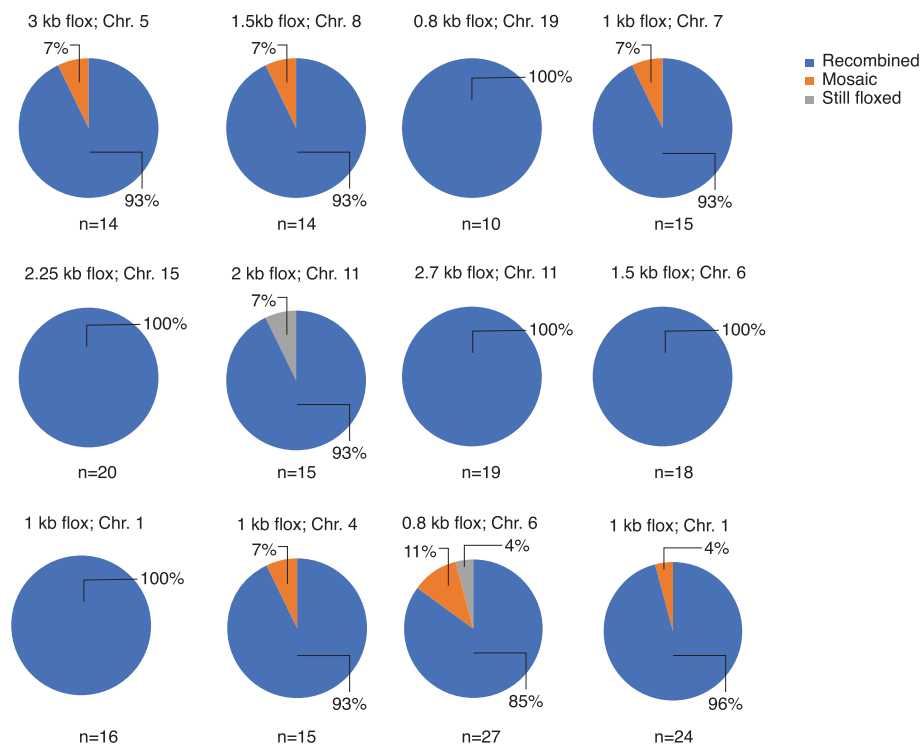 3 kb flox; Chr. 5
7%
93%
n=14
1.5kb flox; Chr. 8
7%
93%
n=14
0.8 kb flox; Chr. 19
100%
n=10
1 kb flox; Chr. 7
7%
93%
n=15
Recombined
Mosaic
Still floxed
2.25 kb flox; Chr. 15
100%
n=20
2 kb flox; Chr. 11
7%
93%
n=15
2.7 kb flox; Chr. 11
100%
n=19
1.5 kb flox; Chr. 6
100%
n=18
1 kb flox; Chr. 1
100%
n=16
1 kb flox; Chr. 4
7%
93%
n=15
0.8 kb flox; Chr. 6
11%
4%
85%
n=27
1 kb flox; Chr. 1
4%
96%
n=24